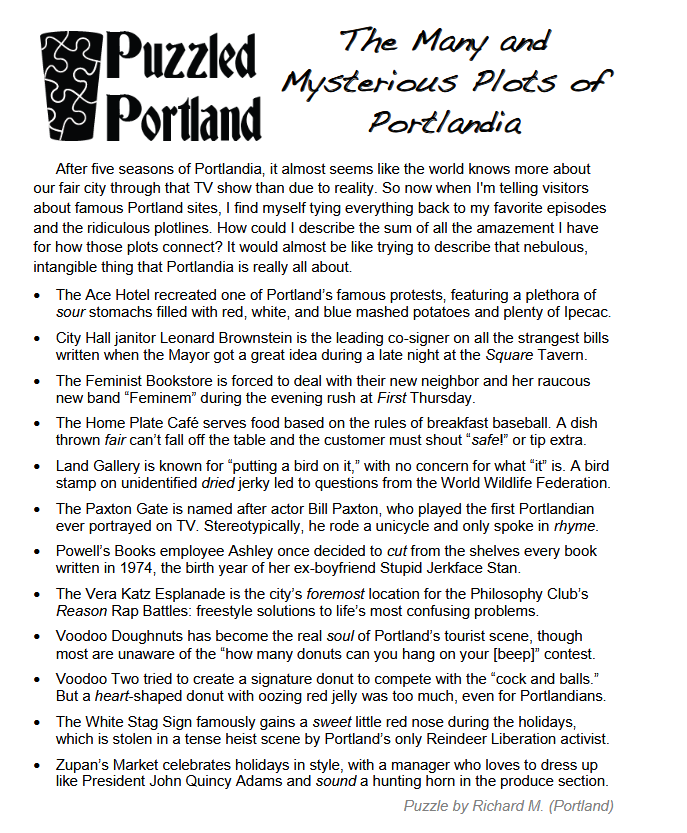 Puzzled
Portland
The Many and
Mysterious Plots of
Portlandia
After five seasons of Portlandia, it almost seems like the world knows more about
our fair city through that TV show than due to reality. So now when I'm telling visitors
about famous Portland sites, I find myself tying everything back to my favorite episodes
and the ridiculous plotlines. How could I describe the sum of all the amazement I have
for how those plots connect? It would almost be like trying to describe that nebulous,
intangible thing that Portlandia is really all about.
• The Ace Hotel recreated one of Portland’s famous protests, featuring a plethora of
sour stomachs filled with red, white, and blue mashed potatoes and plenty of Ipecac.
• City Hall janitor Leonard Brownstein is the leading co-signer on all the strangest bills
written when the Mayor got a great idea during a late night at the Square Tavern.
• The Feminist Bookstore is forced to deal with their new neighbor and her raucous
new band “Feminem” during the evening rush at First Thursday.
• The Home Plate Café serves food based on the rules of breakfast baseball. A dish
thrown fair can’t fall off the table and the customer must shout “safe!” or tip extra.
• Land Gallery is known for “putting a bird on it,” with no concern for what “it” is. A bird
stamp on unidentified dried jerky led to questions from the World Wildlife Federation.
• The Paxton Gate is named after actor Bill Paxton, who played the first Portlandian
ever portrayed on TV. Stereotypically, he rode a unicycle and only spoke in rhyme.
• Powell’s Books employee Ashley once decided to cut from the shelves every book
written in 1974, the birth year of her ex-boyfriend Stupid Jerkface Stan.
• The Vera Katz Esplanade is the city’s foremost location for the Philosophy Club’s
Reason Rap Battles: freestyle solutions to life’s most confusing problems.
• Voodoo Doughnuts has become the real soul of Portland’s tourist scene, though
most are unaware of the “how many donuts can you hang on your [beep]” contest.
• Voodoo Two tried to create a signature donut to compete with the “cock and balls.”
But a heart-shaped donut with oozing red jelly was too much, even for Portlandians.
• The White Stag Sign famously gains a sweet little red nose during the holidays,
which is stolen in a tense heist scene by Portland’s only Reindeer Liberation activist.
• Zupan’s Market celebrates holidays in style, with a manager who loves to dress up
like President John Quincy Adams and sound a hunting horn in the produce section.
Puzzle by Richard M. (Portland)